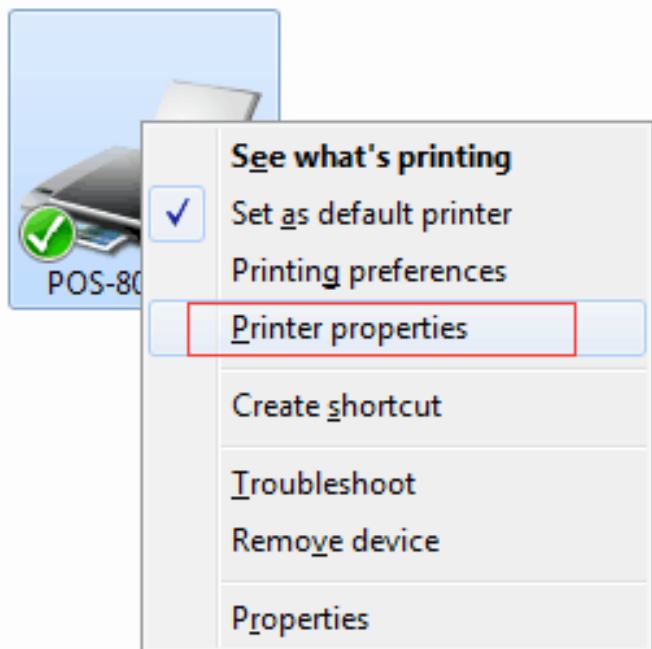 POS-80
See what's printing
Set as default printer
Printing preferences
Printer properties
Create shortcut
Troubleshoot
Remove device
Properties